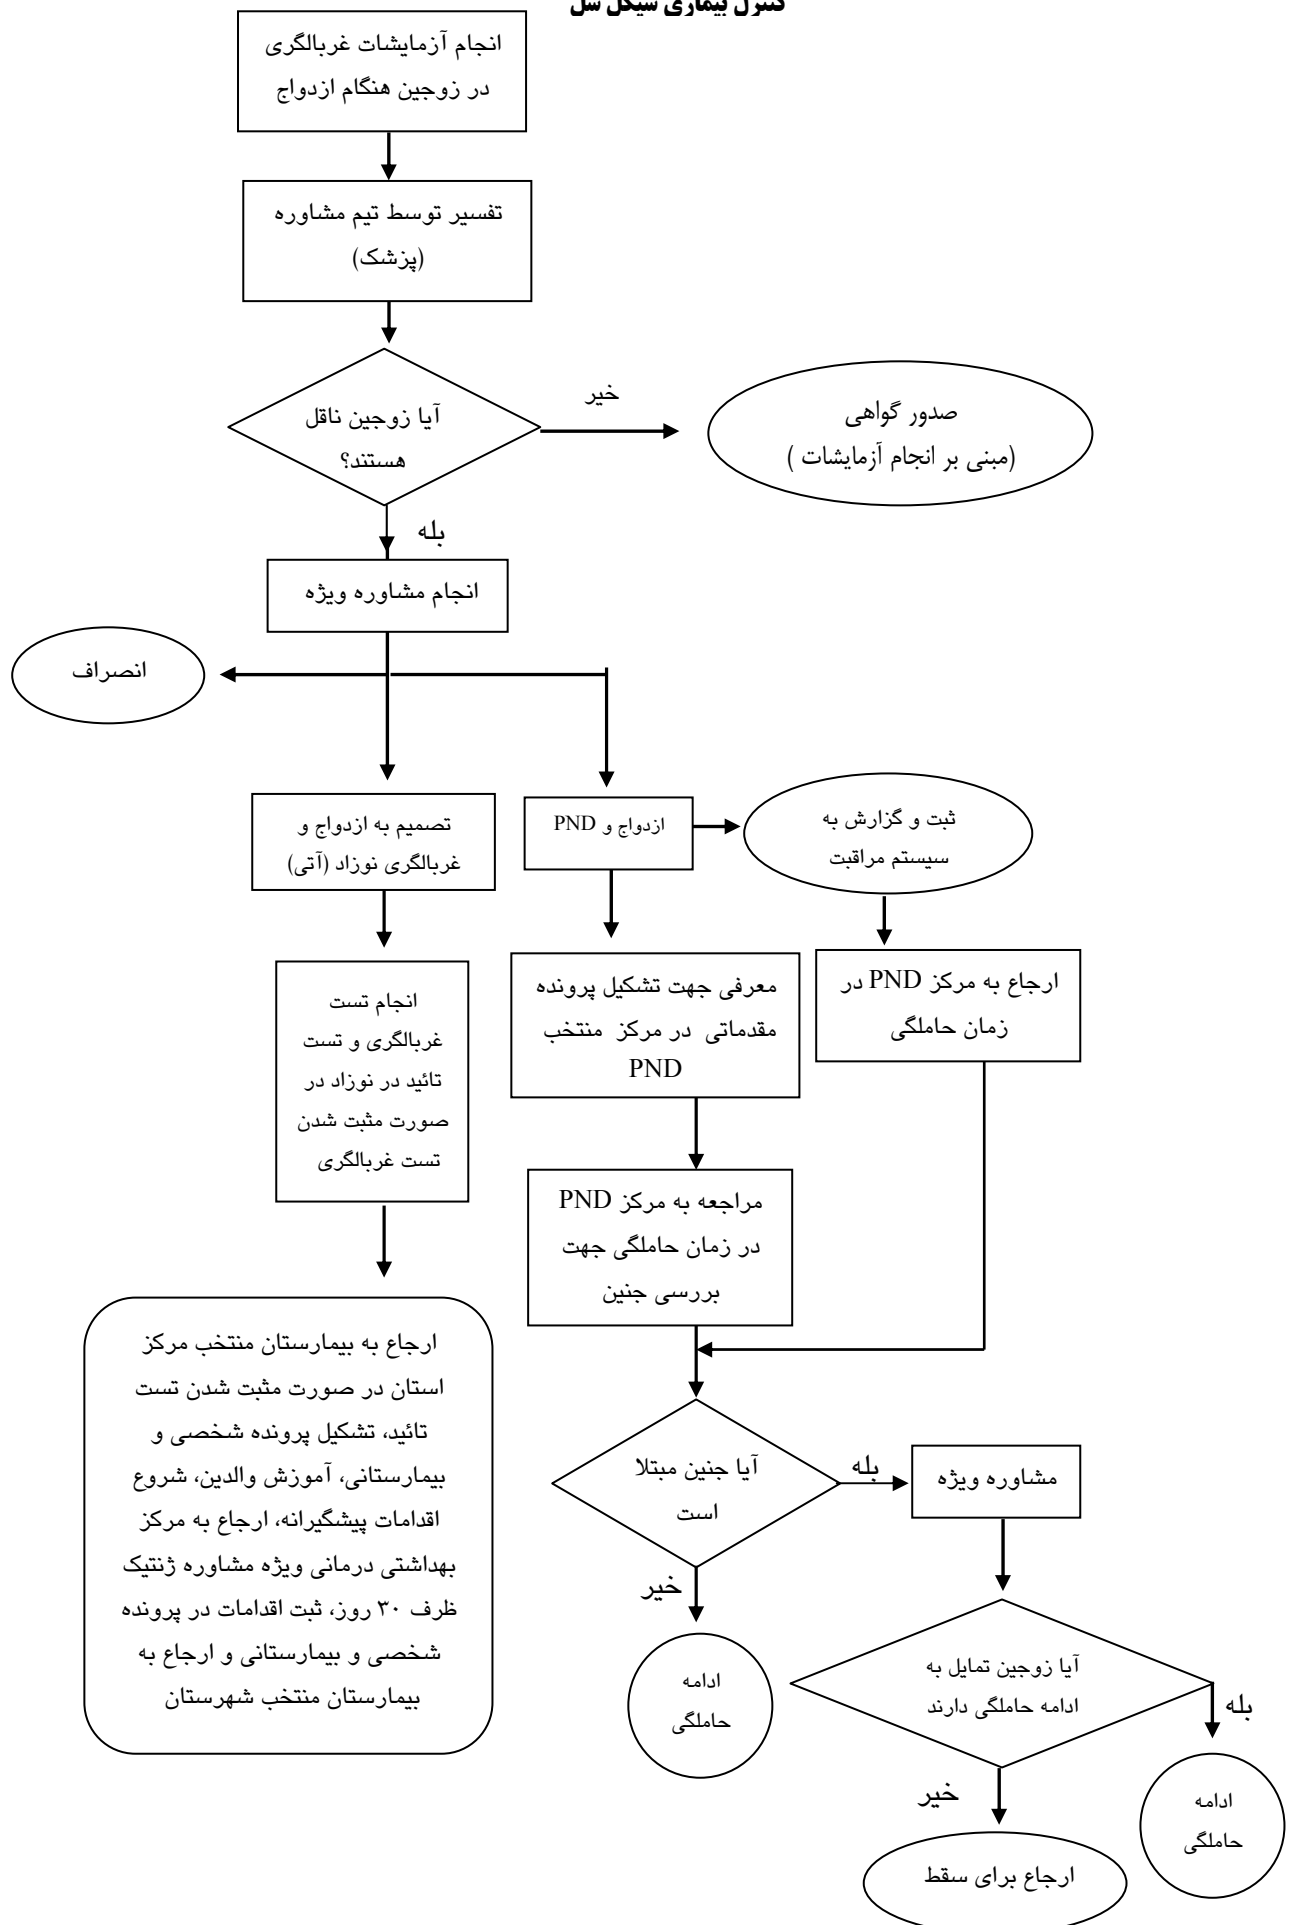 کنترل بیماری سیکل سل
انجام آزمایشات غربالگری
در زوجین هنگام ازدواج
تفسیر توسط تیم مشاوره
(پزشک)
آیا زوجین ناقل
هستند؟
خیر
صدور گواهی
(مبنی بر انجام آزمایشات )
بله
انجام مشاوره ویژه
انصراف
تصمیم به ازدواج و
غربالگری نوزاد (آتی)
ازدواج و PND
ثبت و گزارش به
سیستم مراقبت
انجام تست
غربالگری و تست
تائید در نوزاد در
صورت مثبت شدن
تست غربالگری
معرفی جهت تشکیل پرونده
مقدماتی در مرکز منتخب
PND
ارجاع به مرکز PND در
زمان حاملگی
مراجعه به مرکز PND
در زمان حاملگی جهت
بررسی جنین
ارجاع به بیمارستان منتخب مرکز
استان در صورت مثبت شدن تست
تائید، تشکیل پرونده شخصی و
بیمارستانی، آموزش والدین، شروع
اقدامات پیشگیرانه، ارجاع به مرکز
بهداشتی درمانی ویژه مشاوره ژنتیک
ظرف ۳۰ روز، ثبت اقدامات در پرونده
شخصی و بیمارستانی و ارجاع به
بیمارستان منتخب شهرستان
آیا جنین مبتلا
است
بله
مشاوره ویژه
خیر
ادامه
حاملگی
آیا زوجین تمایل به
ادامه حاملگی دارند
بله
ادامه
حاملگی
خیر
ارجاع برای سقط